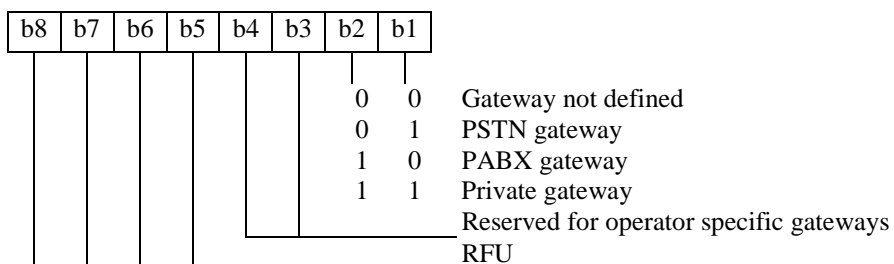 b8 b7 b6 b5 b4 b3 b2 b1
0 0 Gateway not defined
0 1 PSTN gateway
1 0 PABX gateway
1 1 Private gateway
Reserved for operator specific gateways
RFU